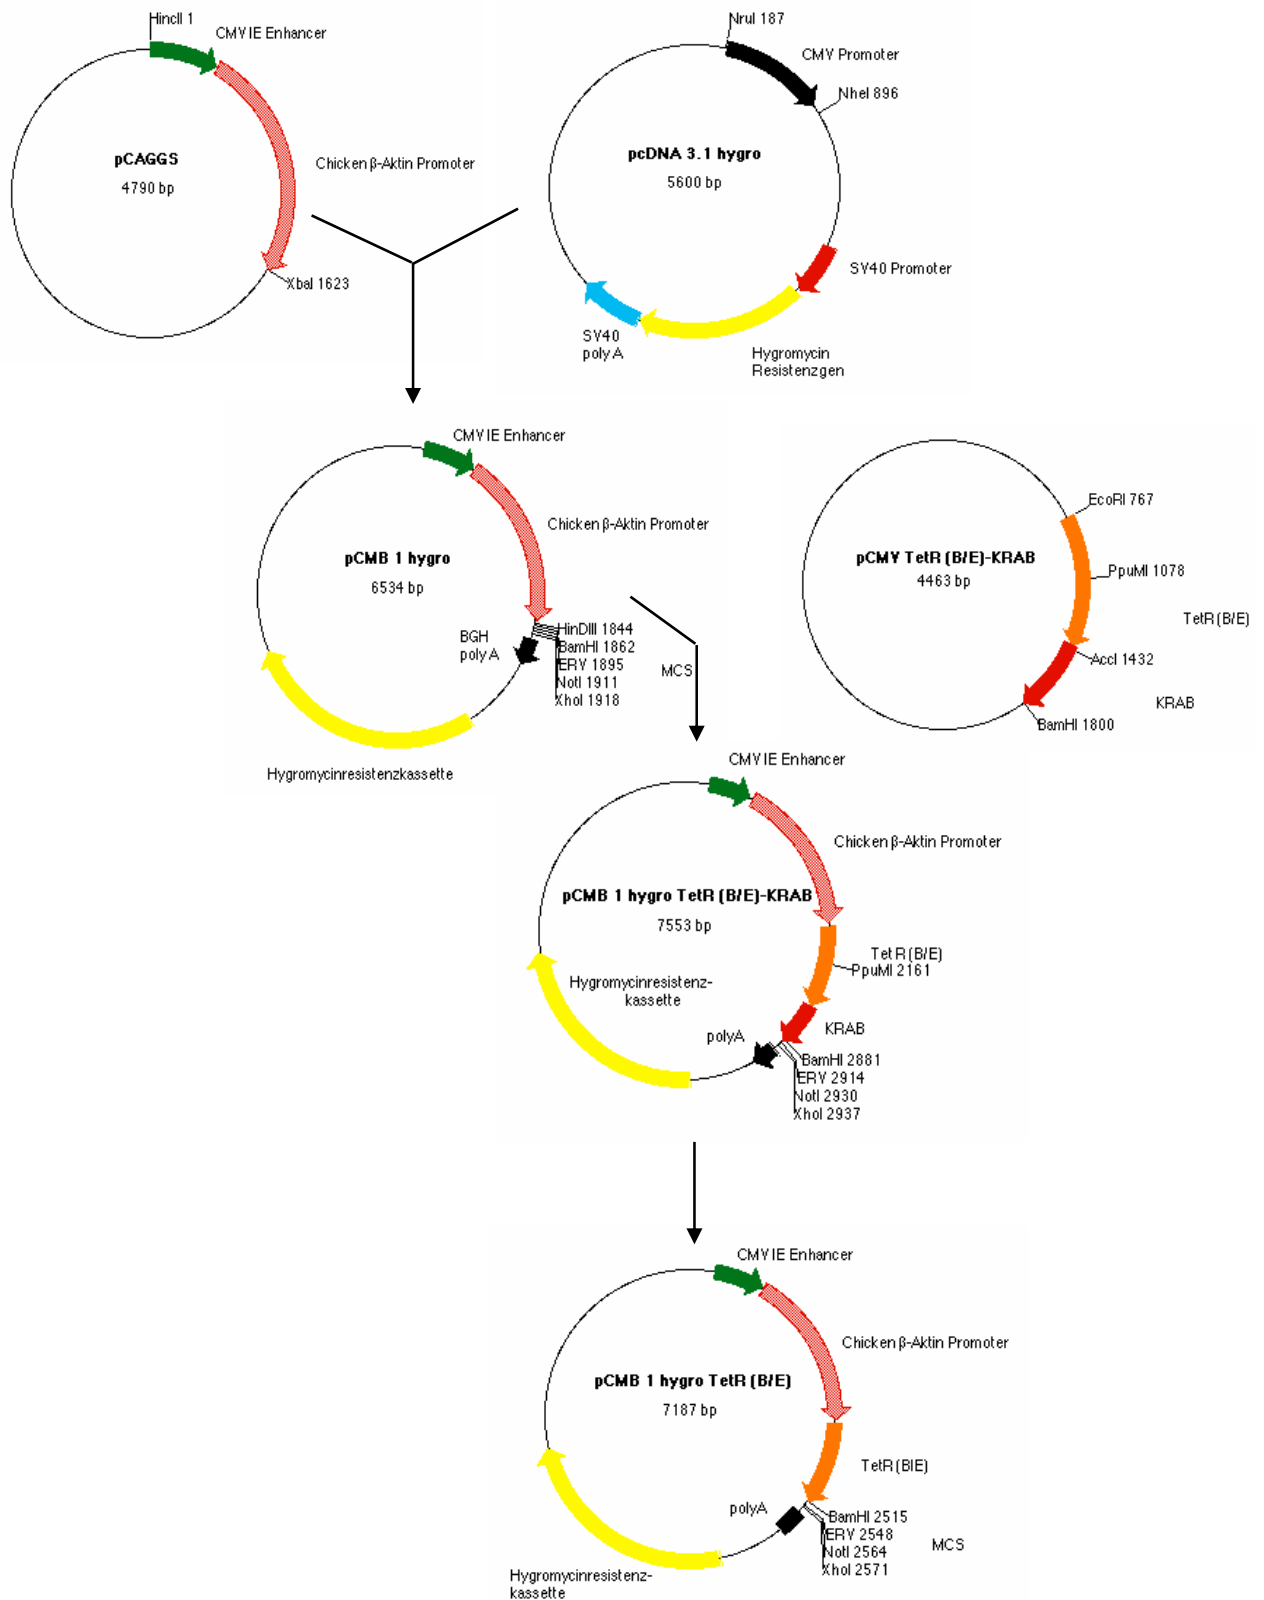 HincII 1
CMV IE Enhancer
pCAGGS
4790 bp
Chicken β-Aktin Promoter
XbaI 1623
NruI 187
CMV Promoter
NheI 896
pcDNA 3.1 hygro
5600 bp
SV40 Promoter
SV40
poly A
Hygromycin
Resistenzgen
CMV IE Enhancer
Chicken β-Aktin Promoter
pCMB 1 hygro
6534 bp
BGH
poly A
HinDIII 1844
BamHI 1862
ERV 1895
NotI 1911
XhoI 1918
MCS
Hygromycinresistenzkassette
EcoRI 767
pCMV TetR (B/E)-KRAB
4463 bp
PpuMI 1078
TetR (B/E)
AccI 1432
KRAB
BamHI 1800
CMV IE Enhancer
Chicken β-Aktin Promoter
pCMB 1 hygro TetR (B/E)-KRAB
7553 bp
TetR (B/E)
PpuMI 2161
Hygromycinresistenz-
kassette
KRAB
polyA
BamHI 2881
ERV 2914
NotI 2930
XhoI 2937
CMV IE Enhancer
Chicken β-Aktin Promoter
pCMB 1 hygro TetR (B/E)
7187 bp
TetR (B/E)
polyA
BamHI 2515
ERV 2548
NotI 2564
XhoI 2571
MCS
Hygromycinresistenz-
kassette